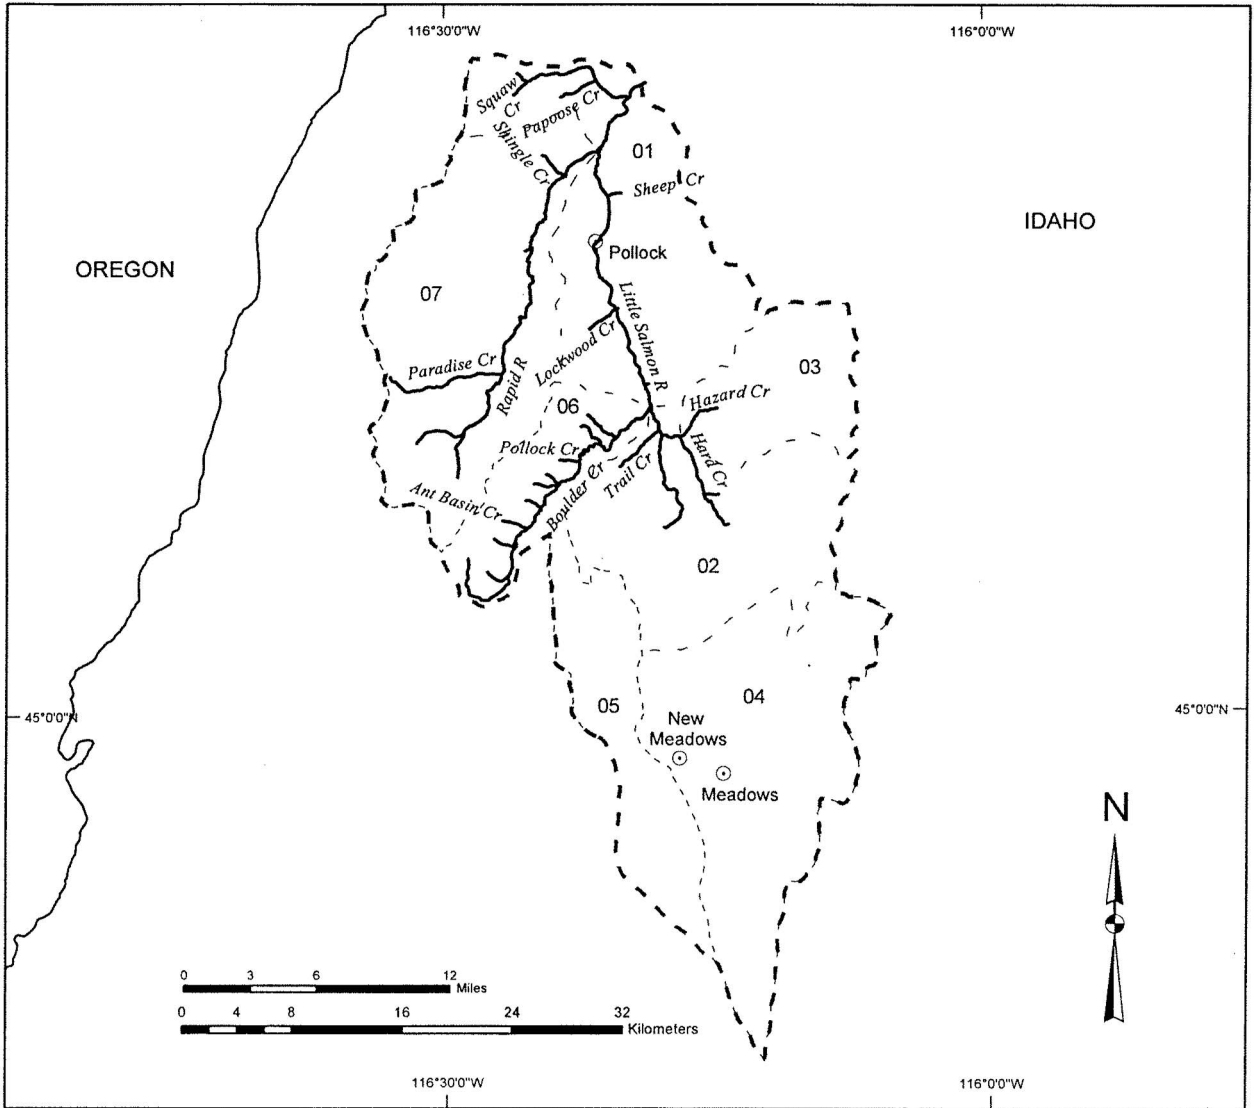 116°30'0"W
116°0'0"W
Squaw
Cr
Papoose Cr
Shingle Cr
01
Sheep Cr
IDAHO
OREGON
Pollock
07
Little Salmon R
Lockwood Cr
Paradise Cr
Rapid R
03
Hazard Cr
06
Pollock Cr
Hard Cr
Trail Cr
Boulder Cr
Ant Basin Cr
02
05
04
45°0'0"N
45°0'0"N
New
Meadows
Meadows
N
0 3 6 12
Miles
0 4 8 16 24 32
Kilometers
116°30'0"W
116°0'0"W